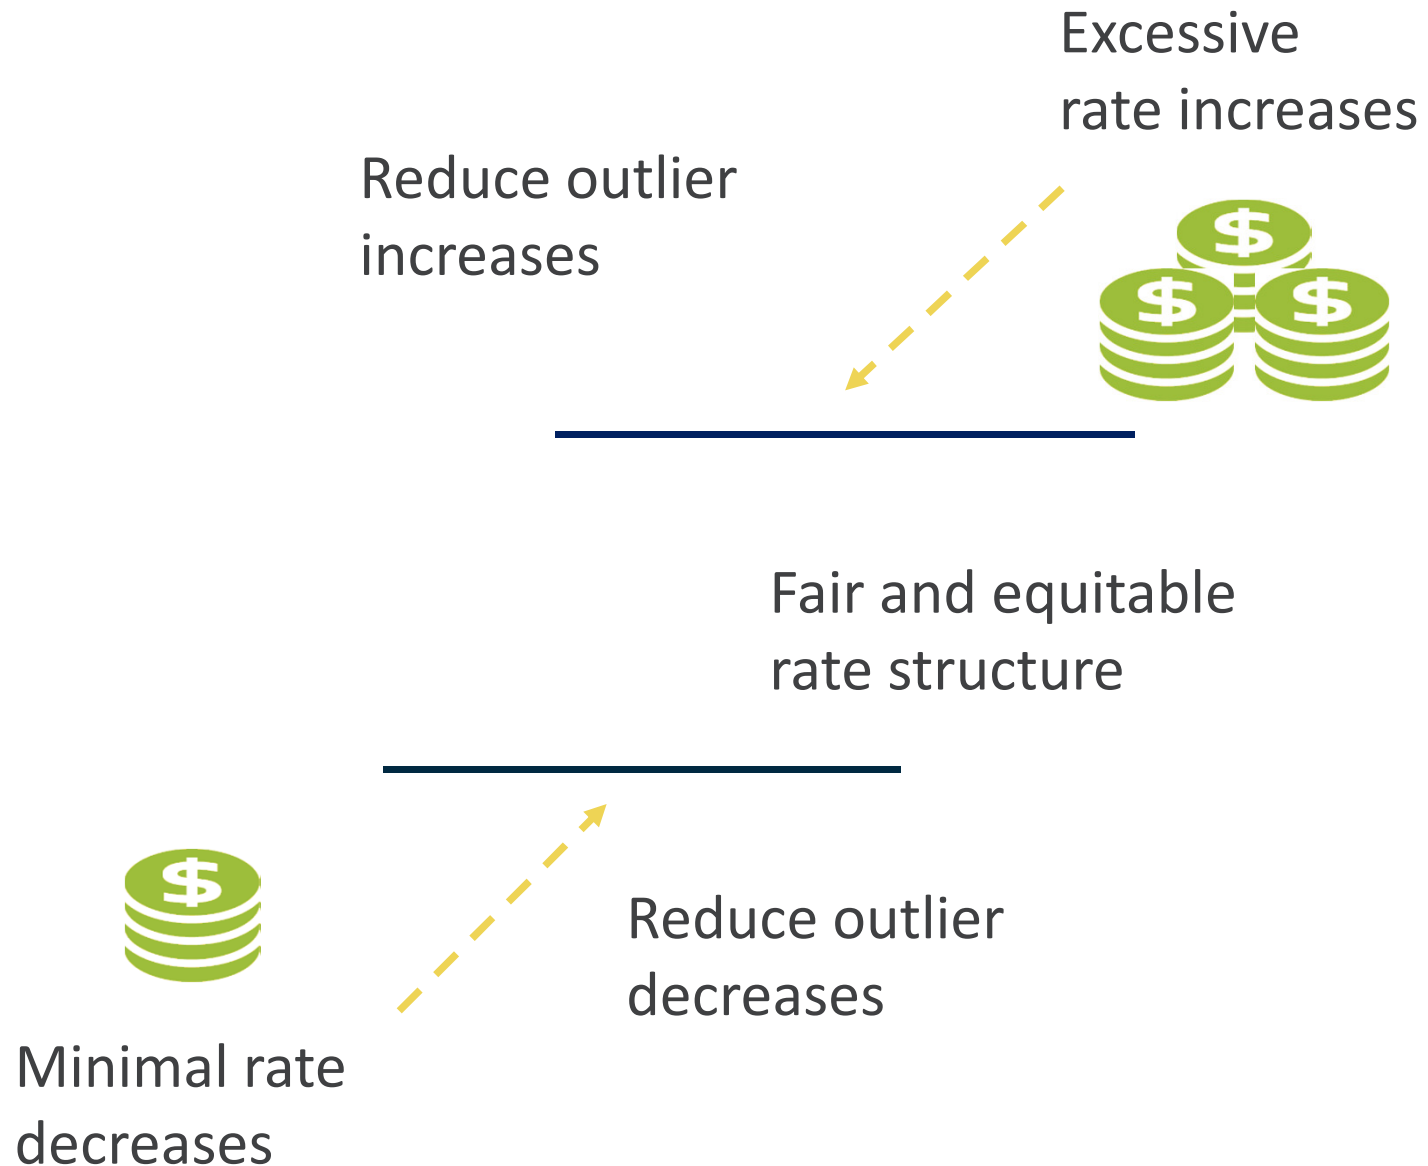 Excessive
rate increases
Reduce outlier
increases
$
$
$
Fair and equitable
rate structure
$
Reduce outlier
decreases
Minimal rate
decreases